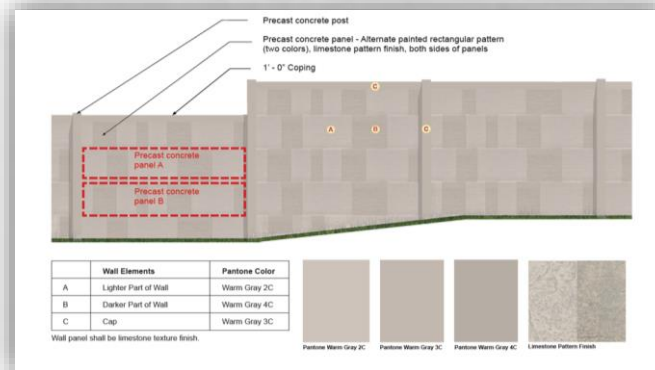 Precast concrete post
Precast concrete panel - Alternate painted rectangular pattern
(two colors), limestone pattern finish, both sides of panels
1' - 0" Coping
C
A
B
C
Precast concrete
panel A
Precast concrete
panel B
Wall Elements Pantone Color
A Lighter Part of Wall Warm Gray 2C
B Darker Part of Wall Warm Gray 4C
C Cap Warm Gray 3C
Wall panel shall be limestone texture finish.
Pantone Warm Gray 2C Pantone Warm Gray 3C Pantone Warm Gray 4C Limestone Pattern Finish